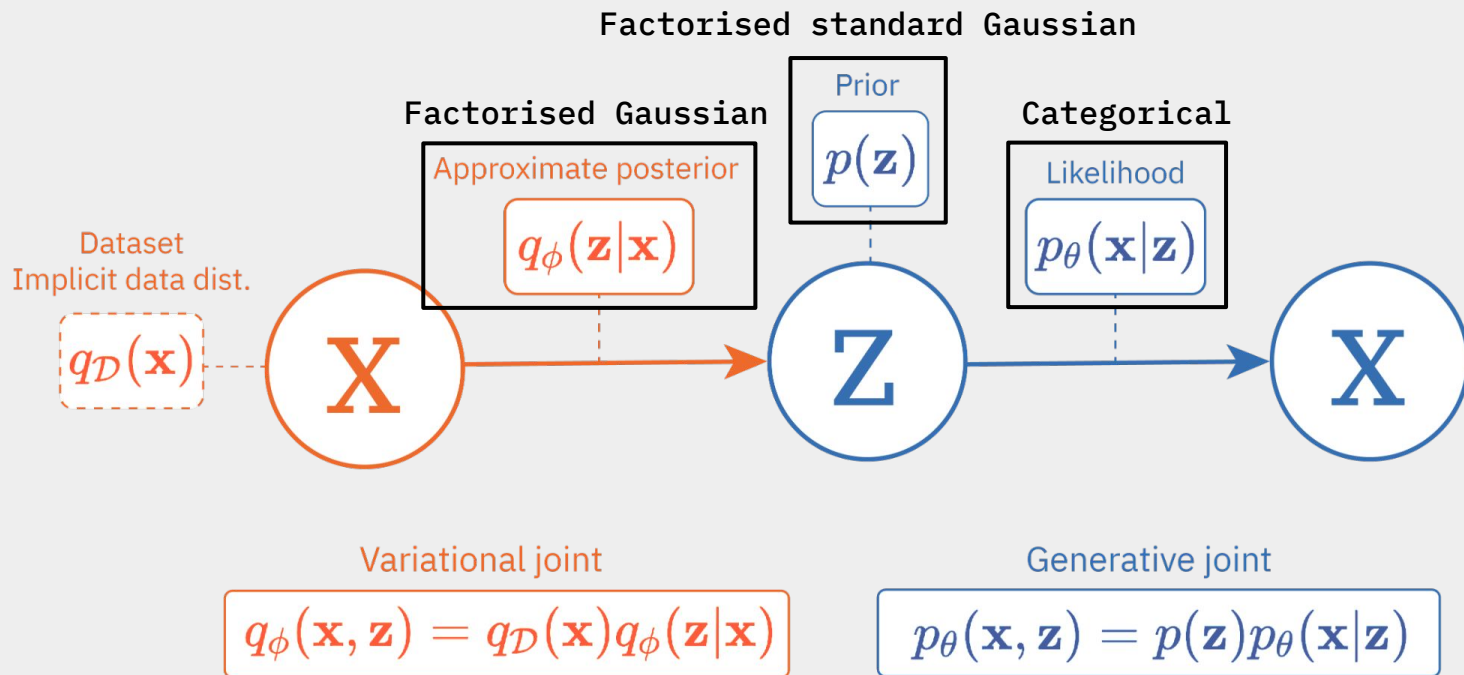 Factorised standard Gaussian
Prior
p(z)
Factorised Gaussian
Approximate posterior
qϕ(z|x)
Categorical
Likelihood
pθ(x|z)
Dataset
Implicit data dist.
q𝒟(x)
X
Z
X
Variational joint
qϕ(x, z) = q𝒟(x)qϕ(z|x)
Generative joint
pθ(x, z) = p(z)pθ(x|z)